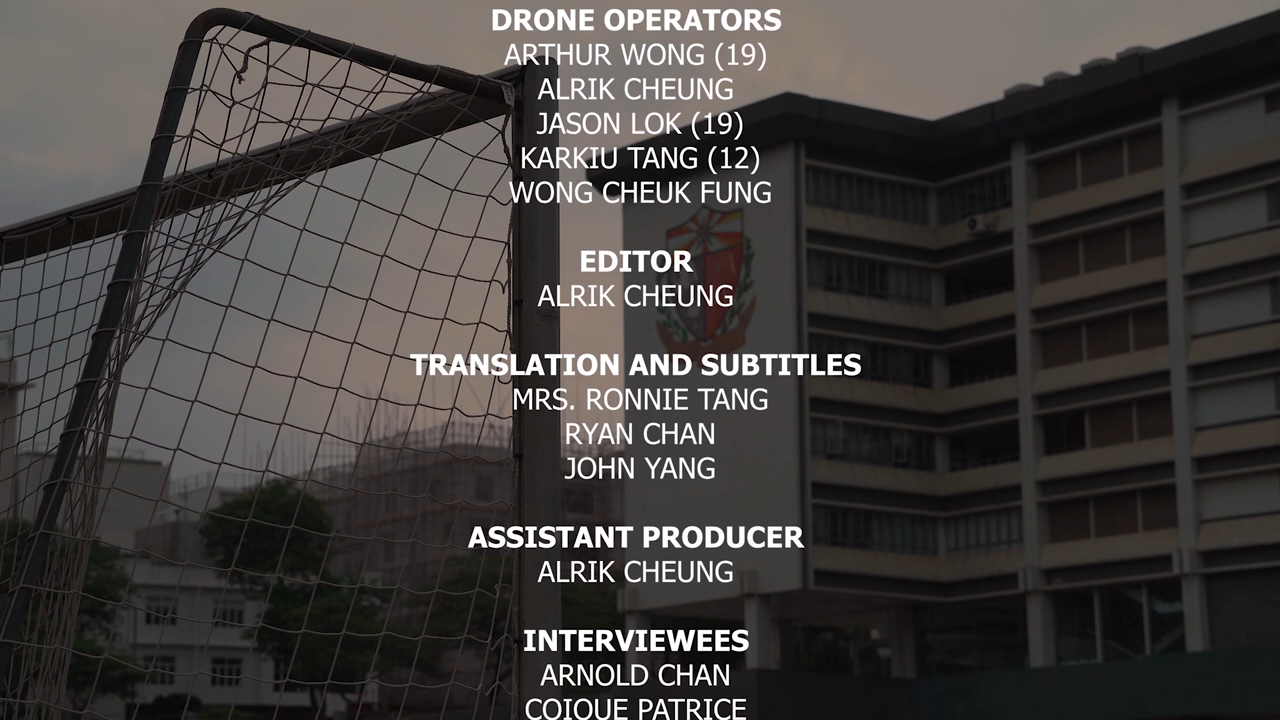 DRONE OPERATORS
ARTHUR WONG (19)
ALRIK CHEUNG
JASON LOK (19)
KARKIU TANG (12)
WONG CHEUK FUNG
EDITOR
ALRIK CHEUNG
TRANSLATION AND SUBTITLES
MRS. RONNIE TANG
RYAN CHAN
JOHN YANG
ASSISTANT PRODUCER
ALRIK CHEUNG
INTERVIEWEES
ARNOLD CHAN
PATRICE